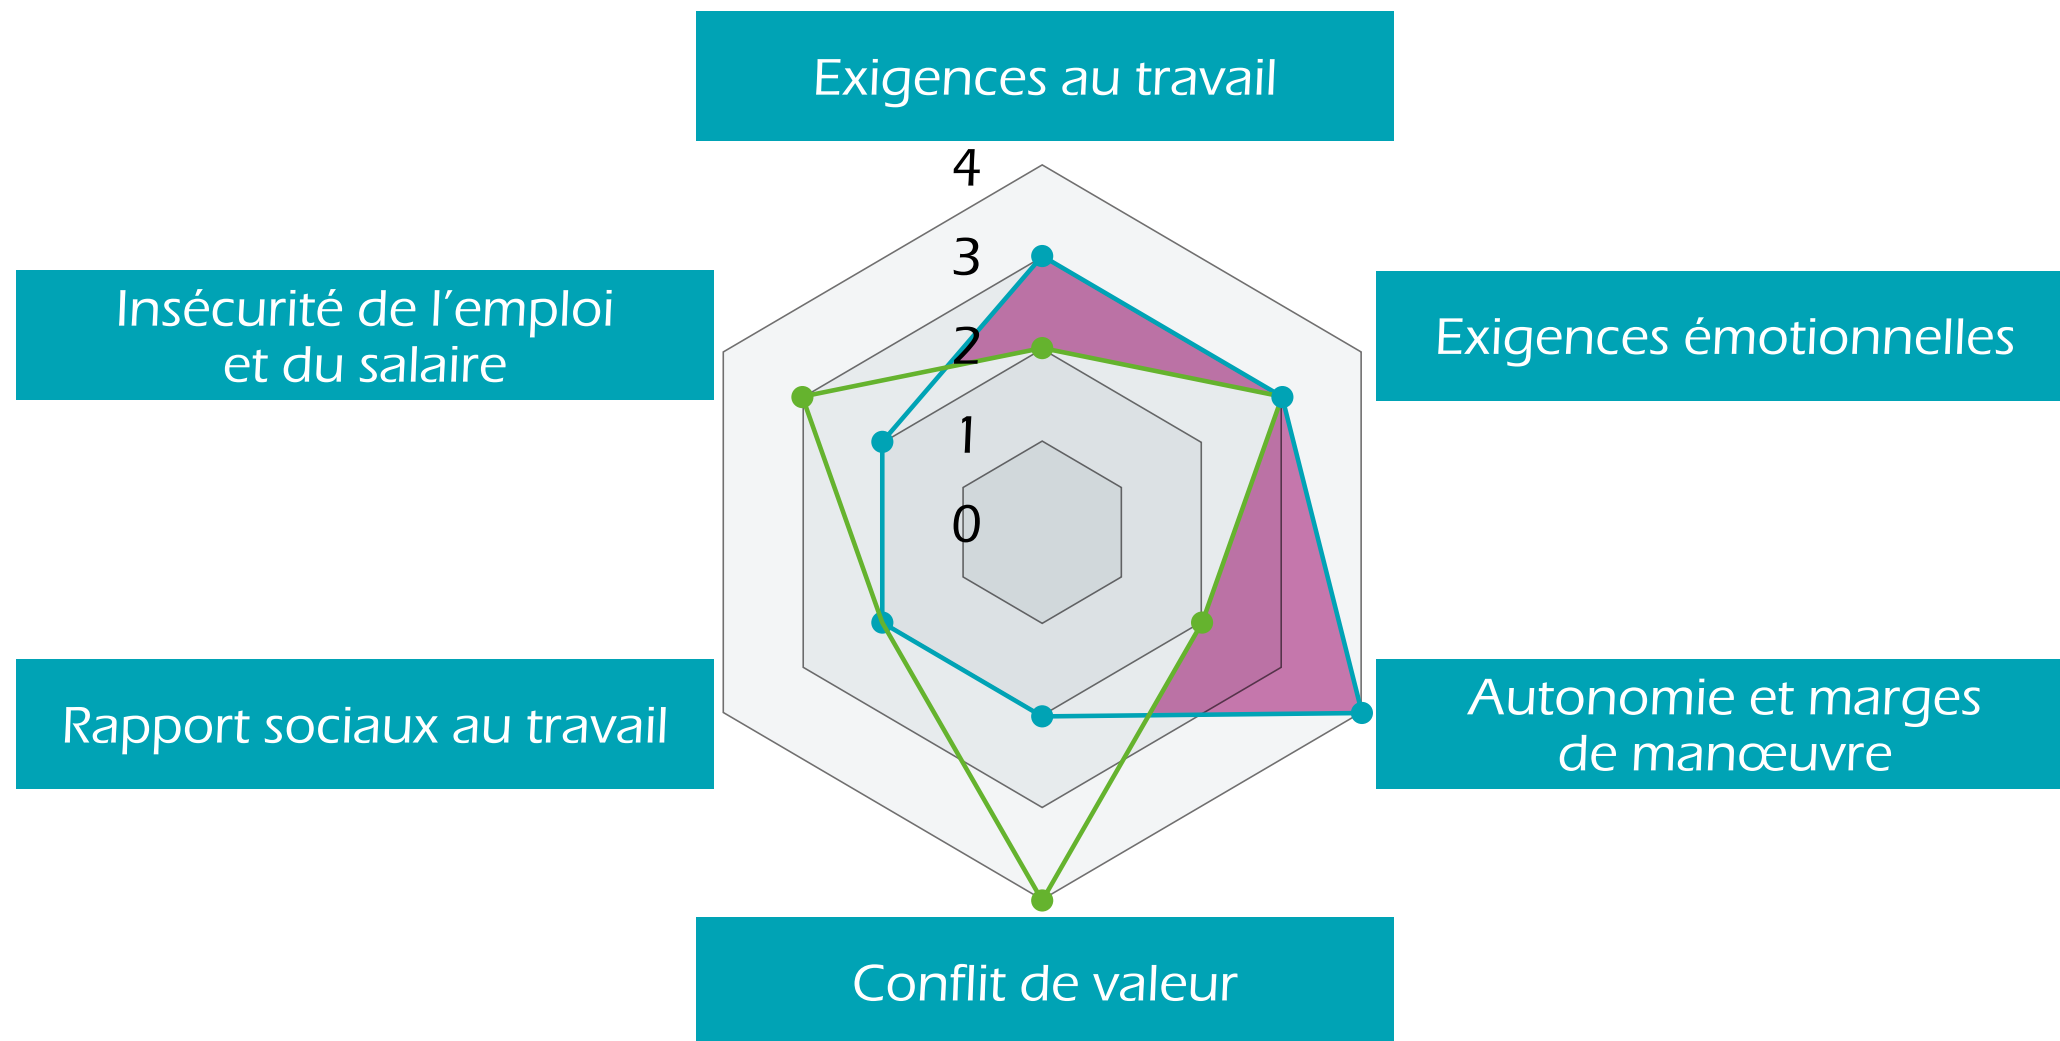 Exigences au travail
4
3
2
1
0
Insécurité de l’emploi
et du salaire
Exigences émotionnelles
Rapport sociaux au travail
Autonomie et marges
de manœuvre
Conflit de valeur